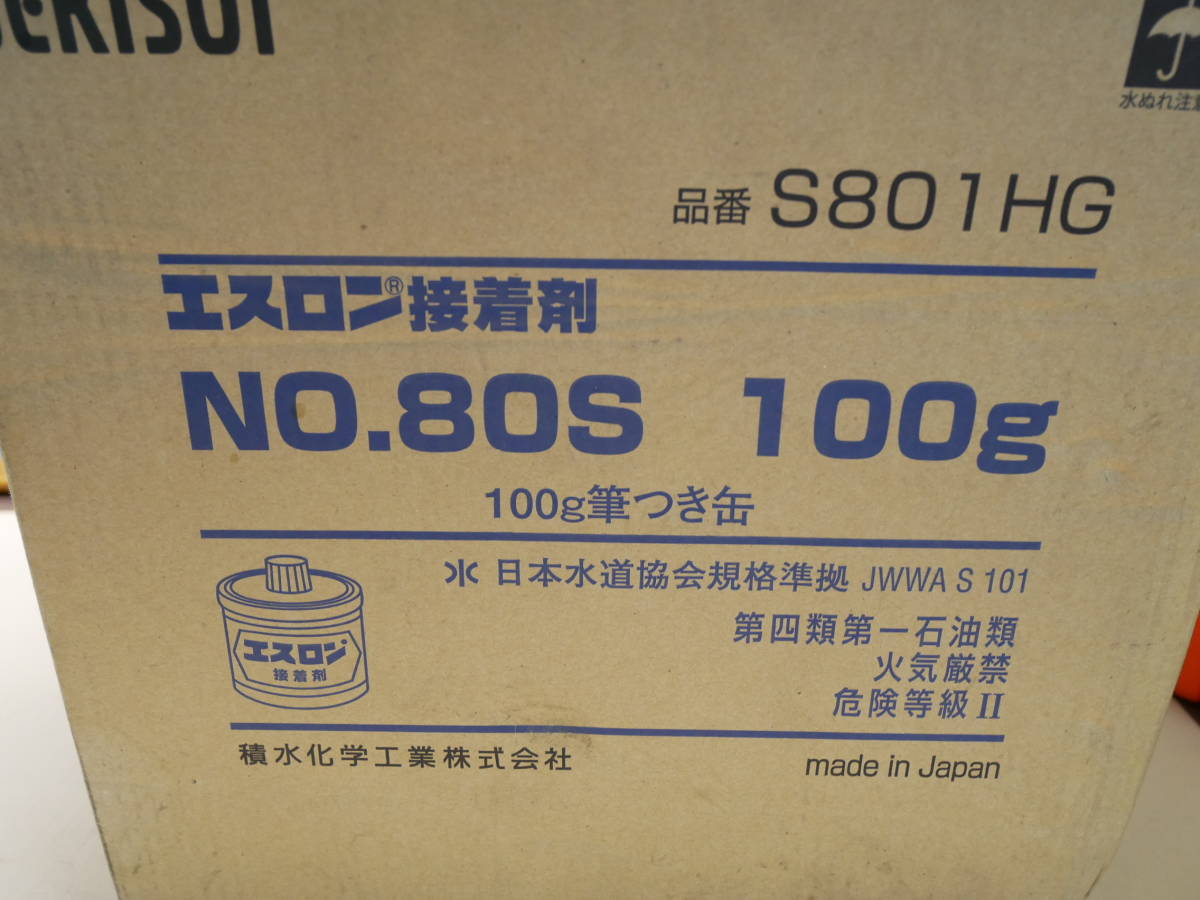 SEKISUI
水ぬれ注意
品番 S801HG
エスロン®接着剤
NO.80S 100g
100g筆つき缶
日本水道協会規格準拠 JWWA S 101
第四類第一石油類
火気厳禁
危険等級II
エスロン
接着剤
積水化学工業株式会社
made in Japan